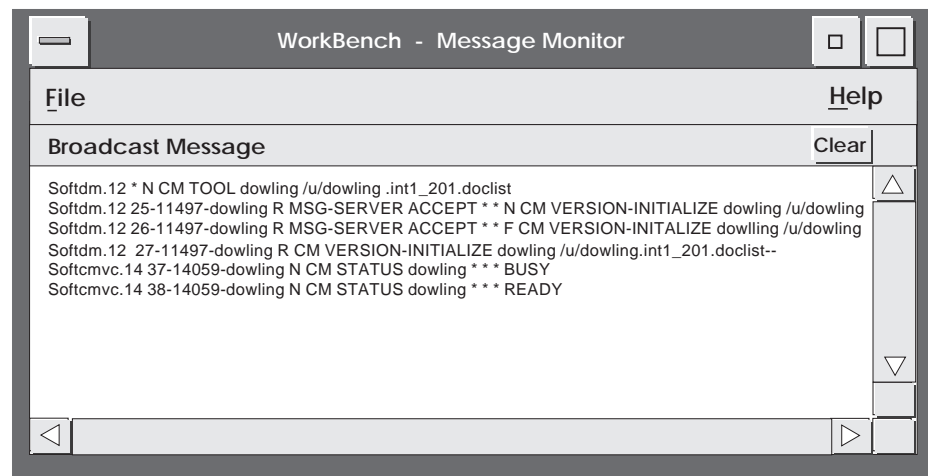 WorkBench - Message Monitor
File Help
Broadcast Message Clear
Softdm.12 * N CM TOOL dowling /u/dowling .int1_201.doclist
Softdm.12 25-11497-dowling R MSG-SERVER ACCEPT * * N CM VERSION-INITIALIZE dowling /u/dowling
Softdm.12 26-11497-dowling R MSG-SERVER ACCEPT * * F CM VERSION-INITALIZE dowlling /u/dowling
Softdm.12 27-11497-dowling R CM VERSION-INITIALIZE dowling /u/dowling.int1_201.doclist--
Softcmvc.14 37-14059-dowling N CM STATUS dowling * * * BUSY
Softcmvc.14 38-14059-dowling N CM STATUS dowling * * * READY